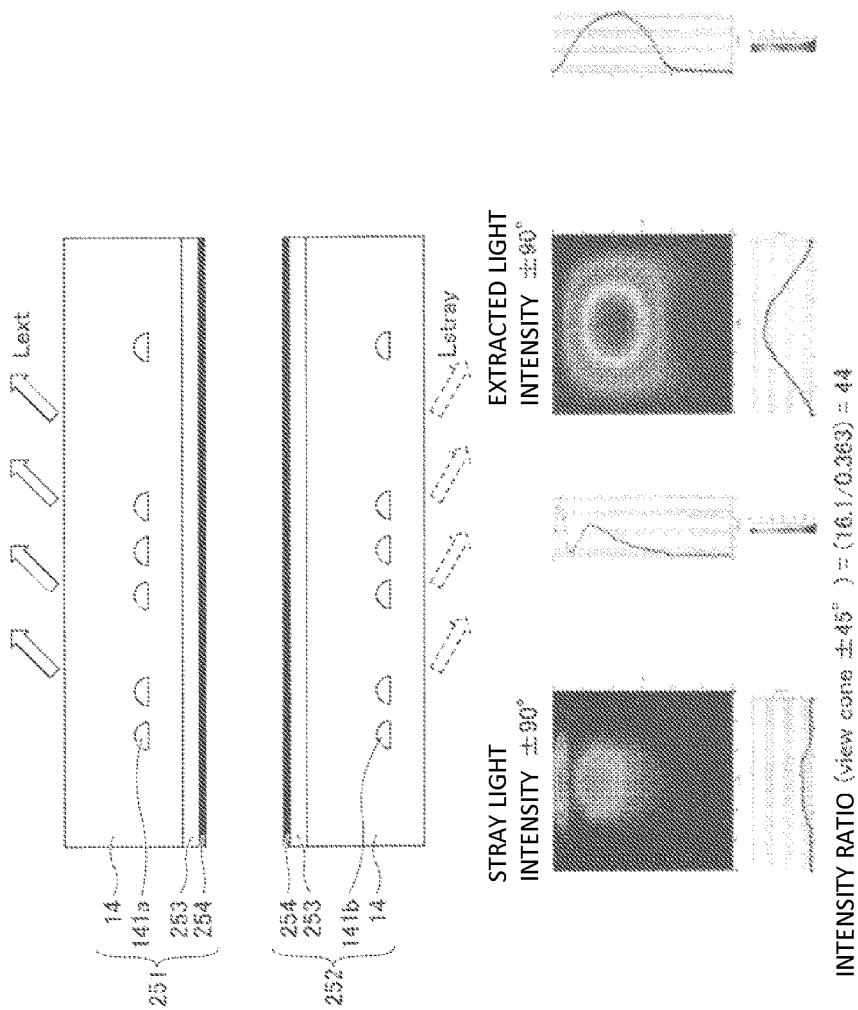 Lext
14
141a
253
254
251
254
253
141b
14
252
Lstray
STRAY LIGHT
INTENSITY ±90°
EXTRACTED LIGHT
INTENSITY ±90°
INTENSITY RATIO (view cone ±45° ) = (16.1/0.363) = 44